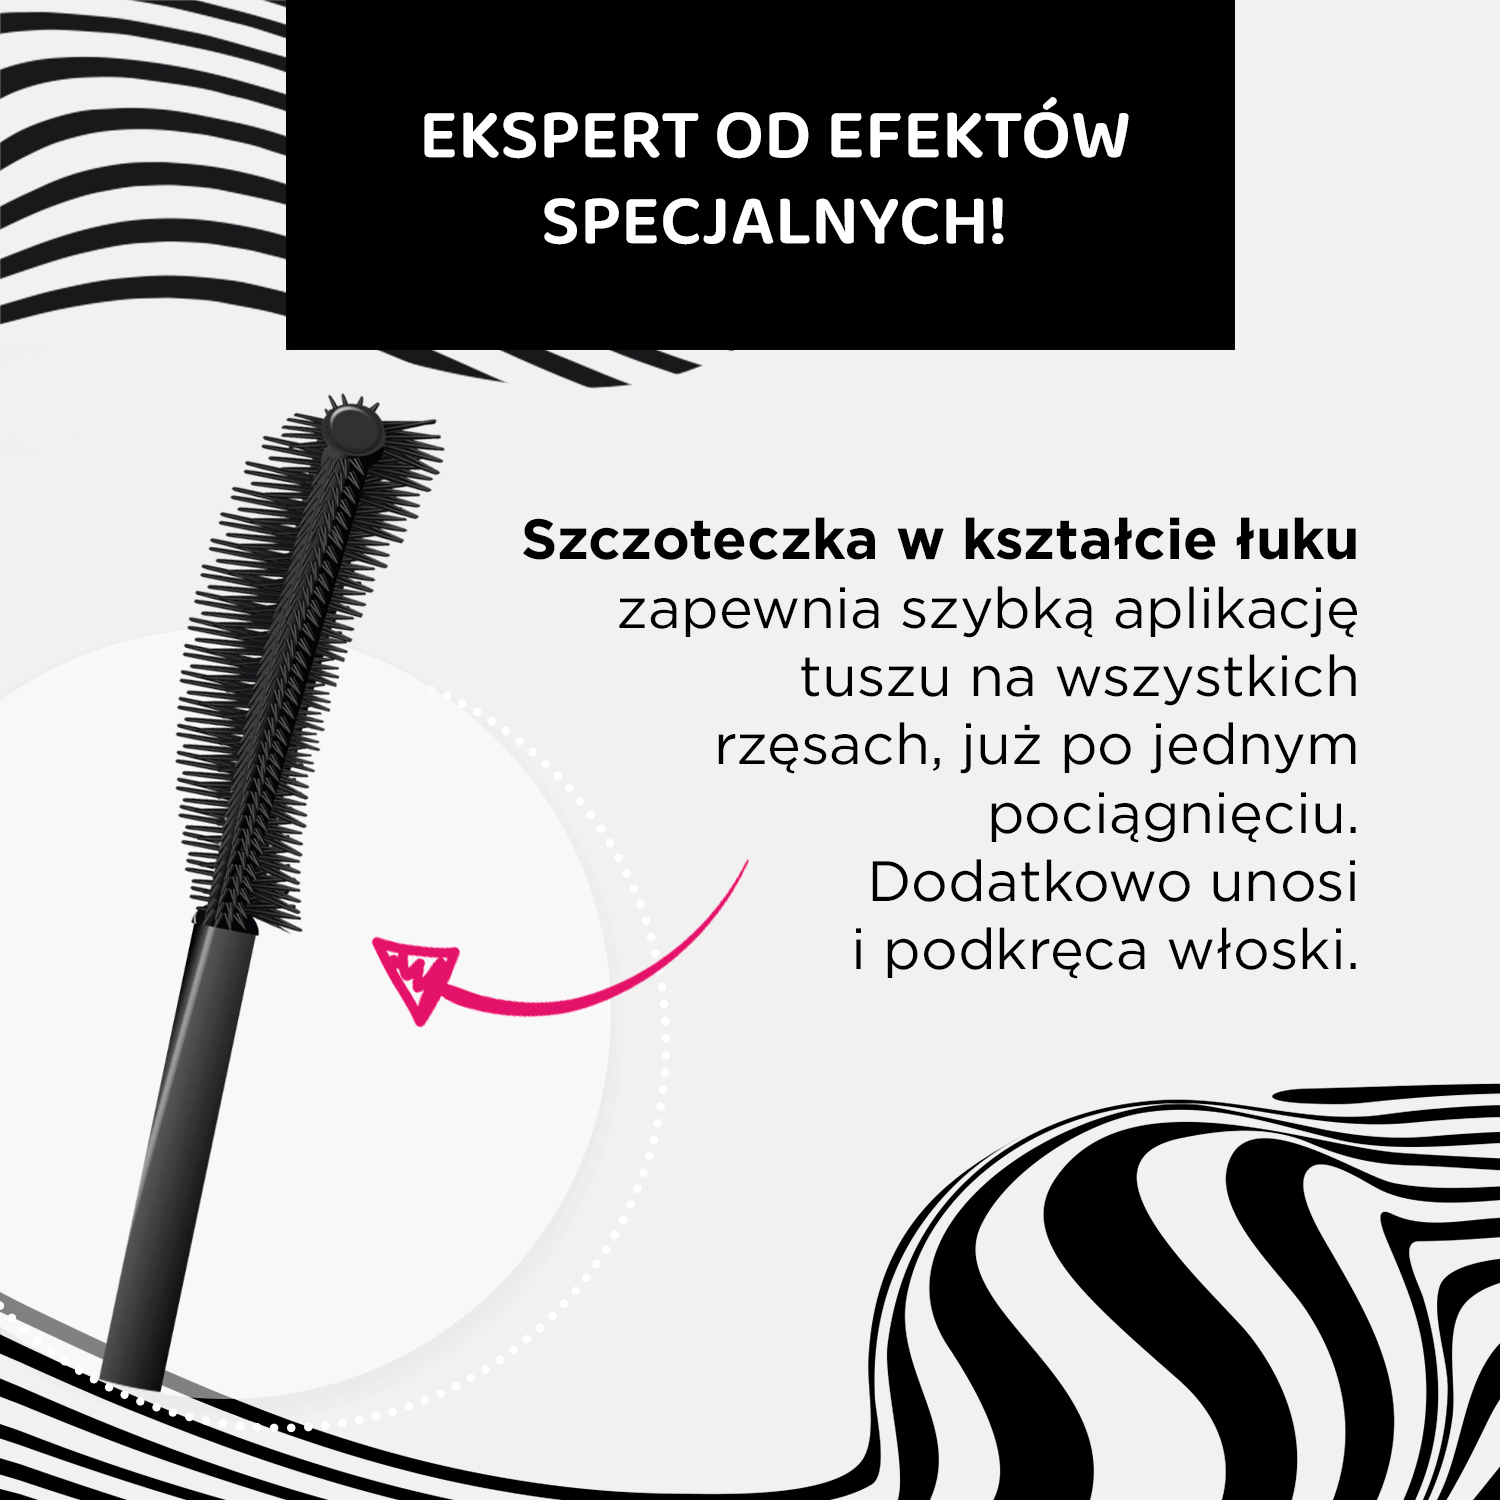 EKSPERT OD EFEKTÓW
SPECJALNYCH!
Szczoteczka w kształcie łuku
zapewnia szybką aplikację
tuszu na wszystkich
rzęsach, już po jednym
pociągnięciu.
Dodatkowo unosi
i podkręca włoski.